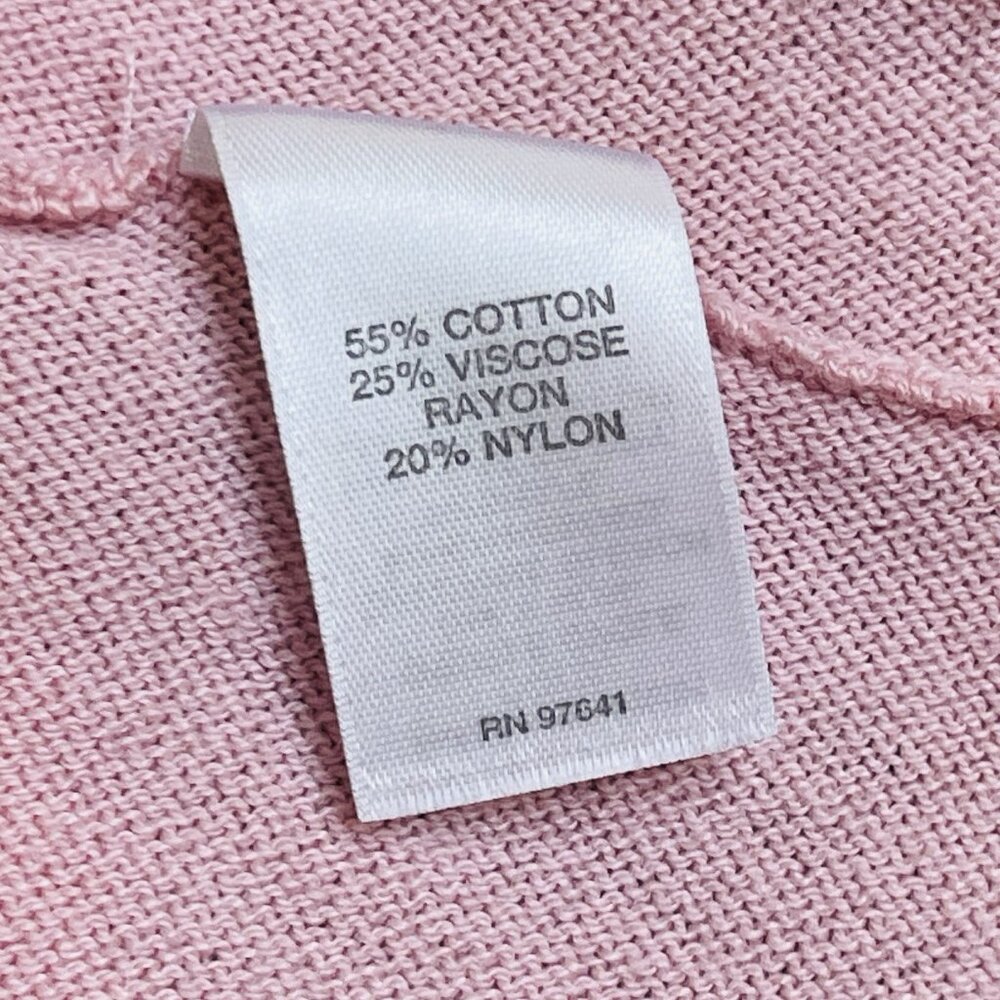 55% COTTON
25% VISCOSE
RAYON
20% NYLON
RN 97641